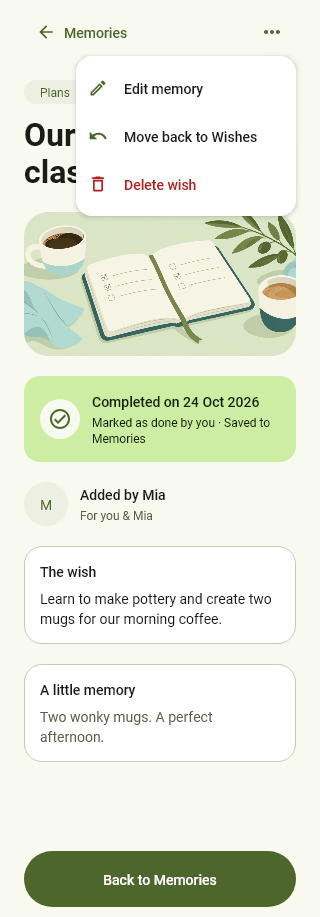 Memories
Edit memory
Move back to Wishes
Delete wish
Plans
Our
clas
Completed on 24 Oct 2026
Marked as done by you · Saved to
Memories
M
Added by Mia
For you & Mia
The wish
Learn to make pottery and create two
mugs for our morning coffee.
A little memory
Two wonky mugs. A perfect
afternoon.
Back to Memories